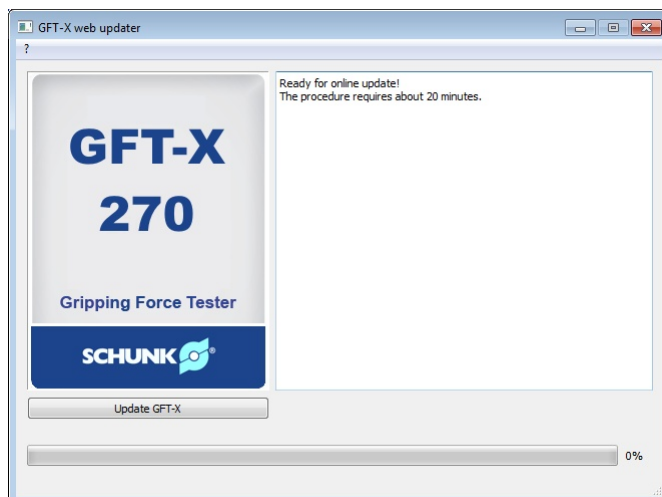 GFT-X web updater
?
GFT-X
270
Gripping Force Tester
SCHUNK
Ready for online update!
The procedure requires about 20 minutes.
Update GFT-X
0%